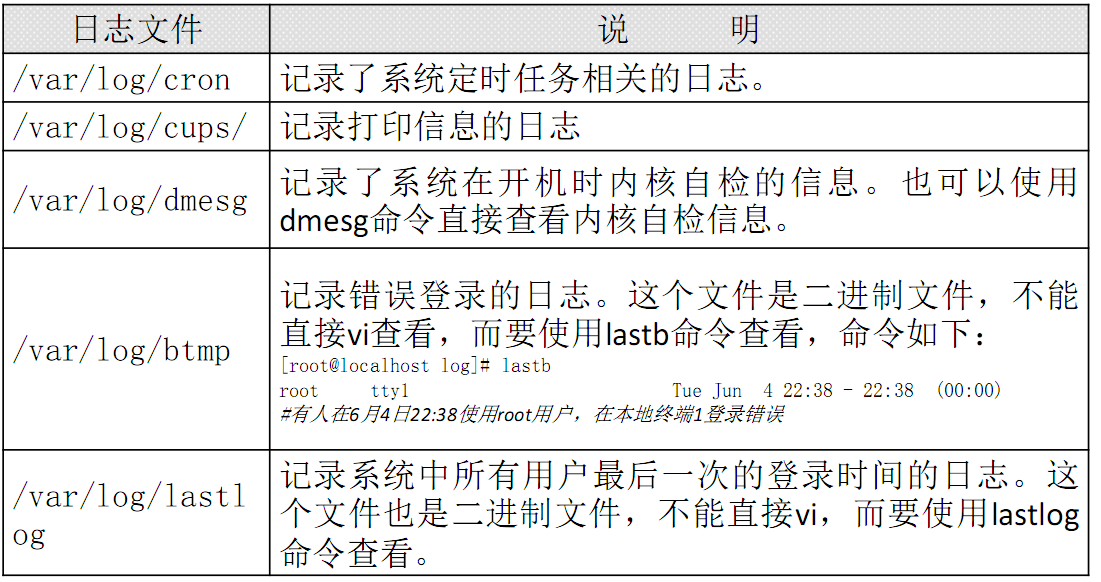 日志文件
说 明
/var/log/cron
记录了系统定时任务相关的日志。
/var/log/cups/
记录打印信息的日志
/var/log/dmesg
记录了系统在开机时内核自检的信息。也可以使用
dmesg命令直接查看内核自检信息。
/var/log/btmp
记录错误登录的日志。这个文件是二进制文件，不能
直接vi查看，而要使用lastb命令查看，命令如下：
[root@localhost log]# lastb
root tty1 Tue Jun 4 22:38 - 22:38 (00:00)
#有人在6月4日22:38使用root用户，在本地终端1登录错误
/var/log/lastl
og
记录系统中所有用户最后一次的登录时间的日志。这
个文件也是二进制文件，不能直接vi，而要使用lastlog
命令查看。